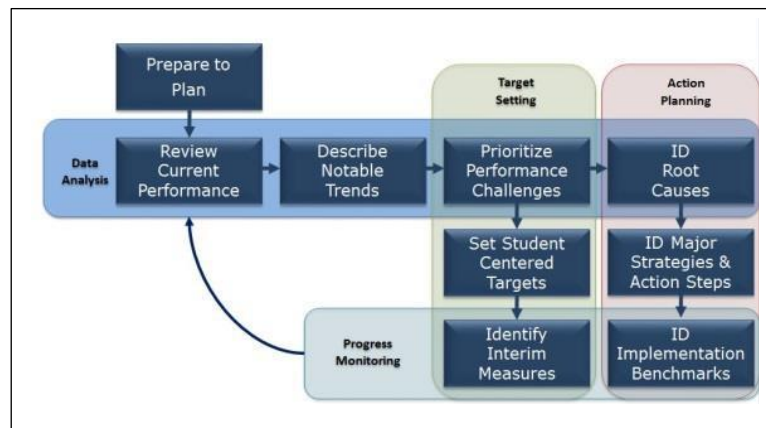 Prepare to
Plan
Target
Setting
Action
Planning
Data
Analysis
Review
Current
Performance
Describe
Notable
Trends
Prioritize
Performance
Challenges
ID
Root
Causes
Set Student
Centered
Targets
ID Major
Strategies &
Action Steps
Progress
Monitoring
Identify
Interim
Measures
ID
Implementation
Benchmarks